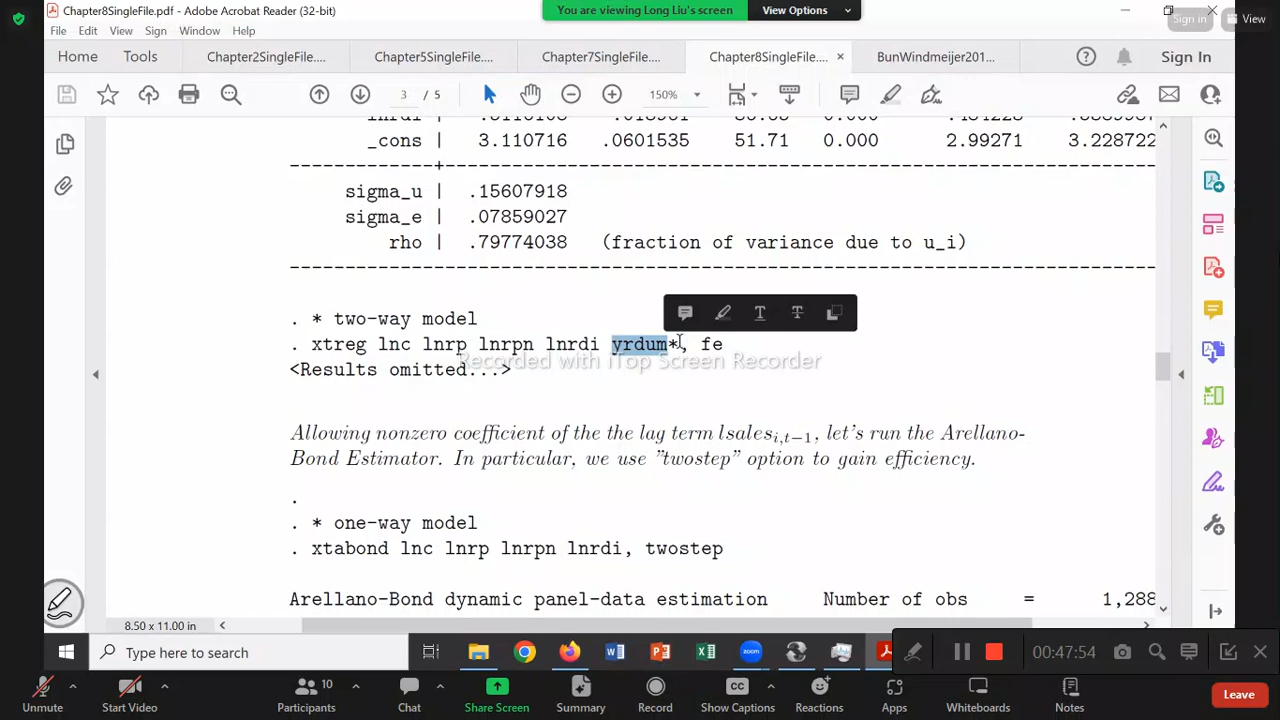 Chapter8SingleFile.pdf - Adobe Acrobat Reader (32-bit)
You are viewing Long Liu's screen
View Options
Sign in
View
File Edit View Sign Window Help
Home Tools Chapter2SingleFile.... Chapter5SingleFile.... Chapter7SingleFile.... Chapter8SingleFile.... × BunWindmeijer201... Sign In
3 / 5 150%
_cons | 3.110716 .0601535 51.71 0.000 2.99271 3.228722
-------------+----------------------------------------------------------------
sigma_u | .15607918
sigma_e | .07859027
rho | .79774038 (fraction of variance due to u_i)
------------------------------------------------------------------------------
. * two-way model
. xtreg lnc lnrp lnrpn lnrdi yrdum*, fe
Recorded with iTop Screen Recorder
<Results omitted...>
Allowing nonzero coefficient of the the lag term lsales i,t−1, let's run the Arellano-
Bond Estimator. In particular, we use "twostep" option to gain efficiency.
.
. * one-way model
. xtabond lnc lnrp lnrpn lnrdi, twostep
Arellano-Bond dynamic panel-data estimation Number of obs = 1,288
8.50 x 11.00 in
Type here to search
zoom
00:47:54
Unmute Start Video 10 Participants Chat Share Screen Summary Record Show Captions Reactions Apps Whiteboards Notes Leave